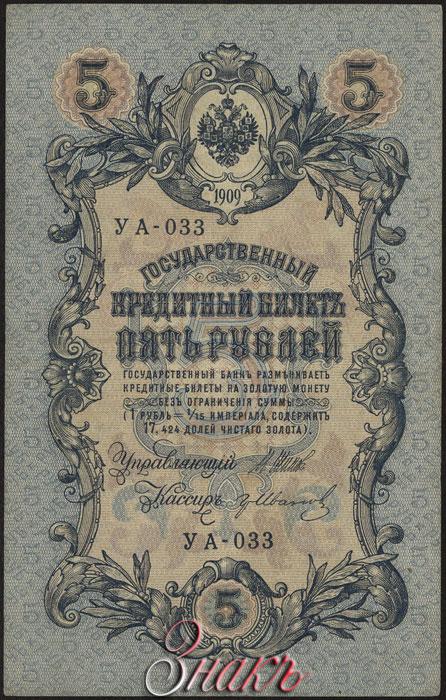 5 5
1909
УА-033
ГОСУДАРСТВЕННЫЙ
КРЕДИТНЫЙ БИЛЕТЪ
ПЯТЬ РУБЛЕЙ
ГОСУДАРСТВЕННЫЙ БАНКЪ РАЗМѢНИВАЕТЪ
КРЕДИТНЫЕ БИЛЕТЫ НА ЗОЛОТУЮ МОНЕТУ
БЕЗЪ ОГРАНИЧЕНІЯ СУММЫ
(1 РУБЛЬ = 1/15 ИМПЕРІАЛА, СОДЕРЖИТЪ
17,424 ДОЛЕЙ ЧИСТАГО ЗОЛОТА).
Управляющій
Кассиръ
УА-033
5
Знакъ